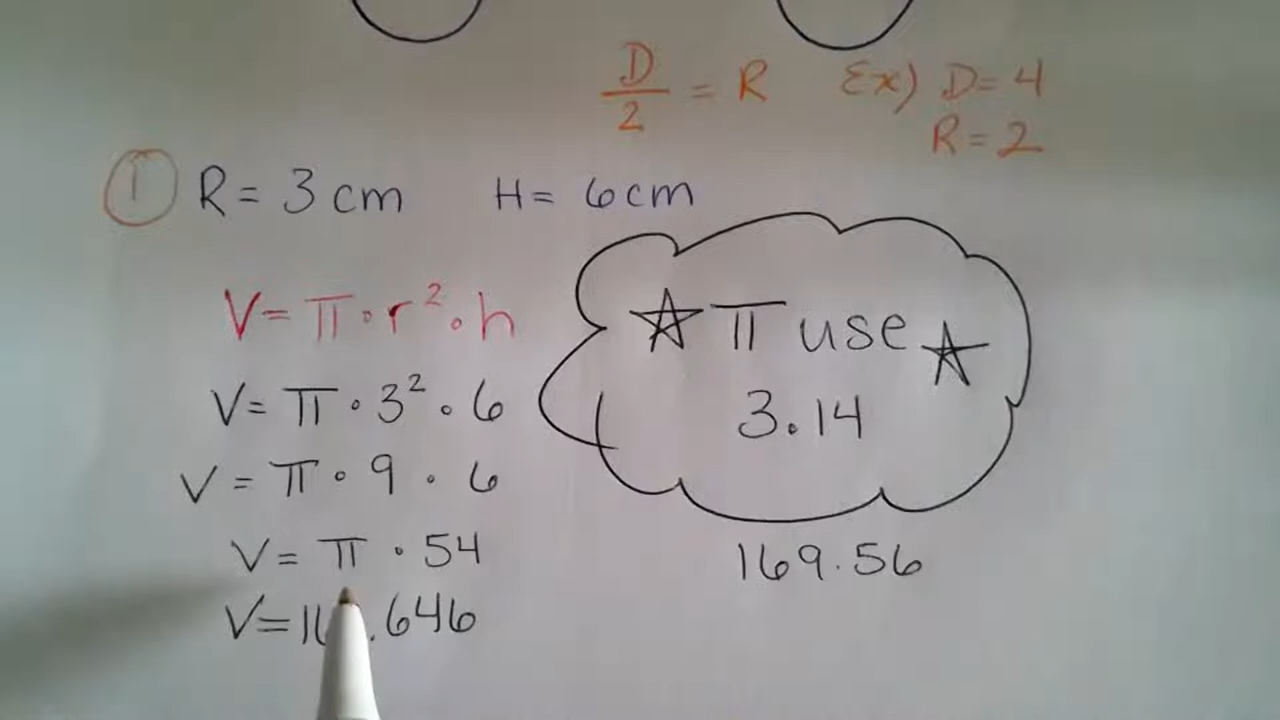 D/2 = R Ex) D=4
R=2
① R= 3 cm H= 6cm
V= π·r²·h
V= π·3²·6
V= π·9·6
V= π·54
.646
☆ π use ☆
3.14
169.56